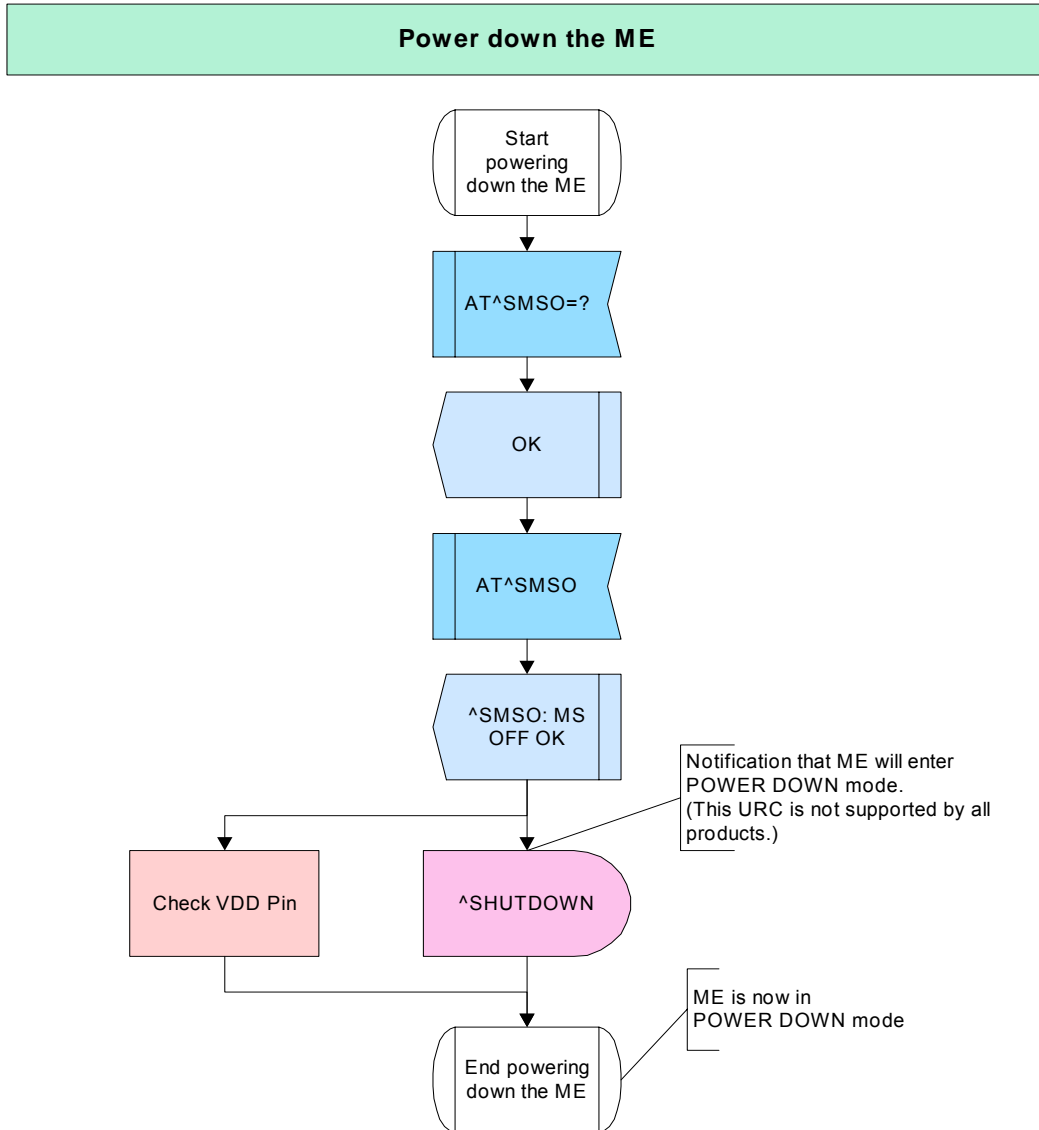 Power down the ME
Start
powering
down the ME
AT^SMSO=?
OK
AT^SMSO
^SMSO: MS
OFF OK
Notification that ME will enter
POWER DOWN mode.
(This URC is not supported by all
products.)
Check VDD Pin
^SHUTDOWN
ME is now in
POWER DOWN mode
End powering
down the ME